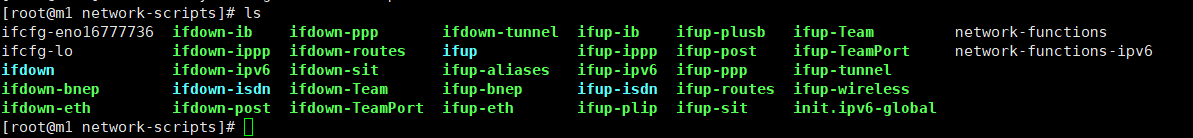 [root@m1 network-scripts]# ls
ifcfg-eno16777736  ifdown-ib    ifdown-ppp       ifdown-tunnel  ifup-ib    ifup-plusb   ifup-Team         network-functions
ifcfg-lo           ifdown-ippp  ifdown-routes    ifup           ifup-ippp  ifup-post    ifup-TeamPort     network-functions-ipv6
ifdown             ifdown-ipv6  ifdown-sit       ifup-aliases   ifup-ipv6  ifup-ppp     ifup-tunnel
ifdown-bnep        ifdown-isdn  ifdown-Team      ifup-bnep      ifup-isdn  ifup-routes  ifup-wireless
ifdown-eth         ifdown-post  ifdown-TeamPort  ifup-eth       ifup-plip  ifup-sit     init.ipv6-global
[root@m1 network-scripts]#